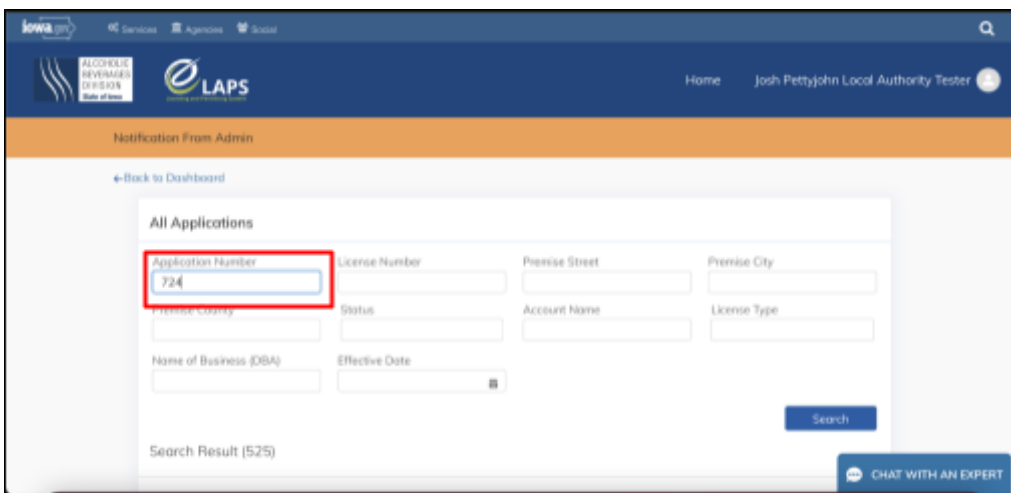 iowa.gov Services Agencies Social
ALCOHOLIC
BEVERAGES
DIVISION
State of Iowa
eLAPS
Home Josh Pettyjohn Local Authority Tester
Notification From Admin
←Back to Dashboard
All Applications
Application Number License Number Premise Street Premise City
724
Premise County Status Account Name License Type
Name of Business (DBA) Effective Date
Search
Search Result (525)
CHAT WITH AN EXPERT